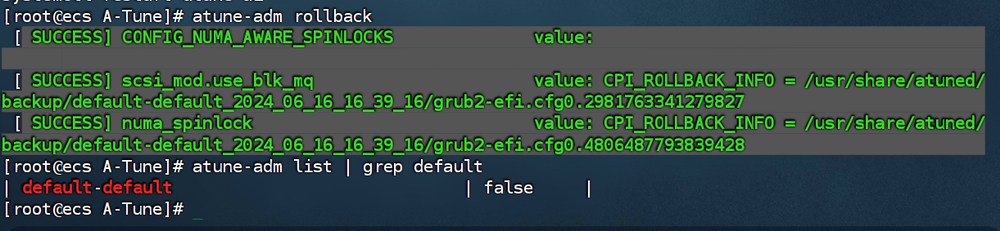 [root@ecs A-Tune]# atune-adm rollback
[ SUCCESS] CONFIG_NUMA_AWARE_SPINLOCKS value:
[ SUCCESS] scsi_mod.use_blk_mq value: CPI_ROLLBACK_INFO = /usr/share/atuned/
backup/default-default_2024_06_16_16_39_16/grub2-efi.cfg0.2981763341279827
[ SUCCESS] numa_spinlock value: CPI_ROLLBACK_INFO = /usr/share/atuned/
backup/default-default_2024_06_16_16_39_16/grub2-efi.cfg0.4806487793839428
[root@ecs A-Tune]# atune-adm list | grep default
| default-default | false |
[root@ecs A-Tune]# _